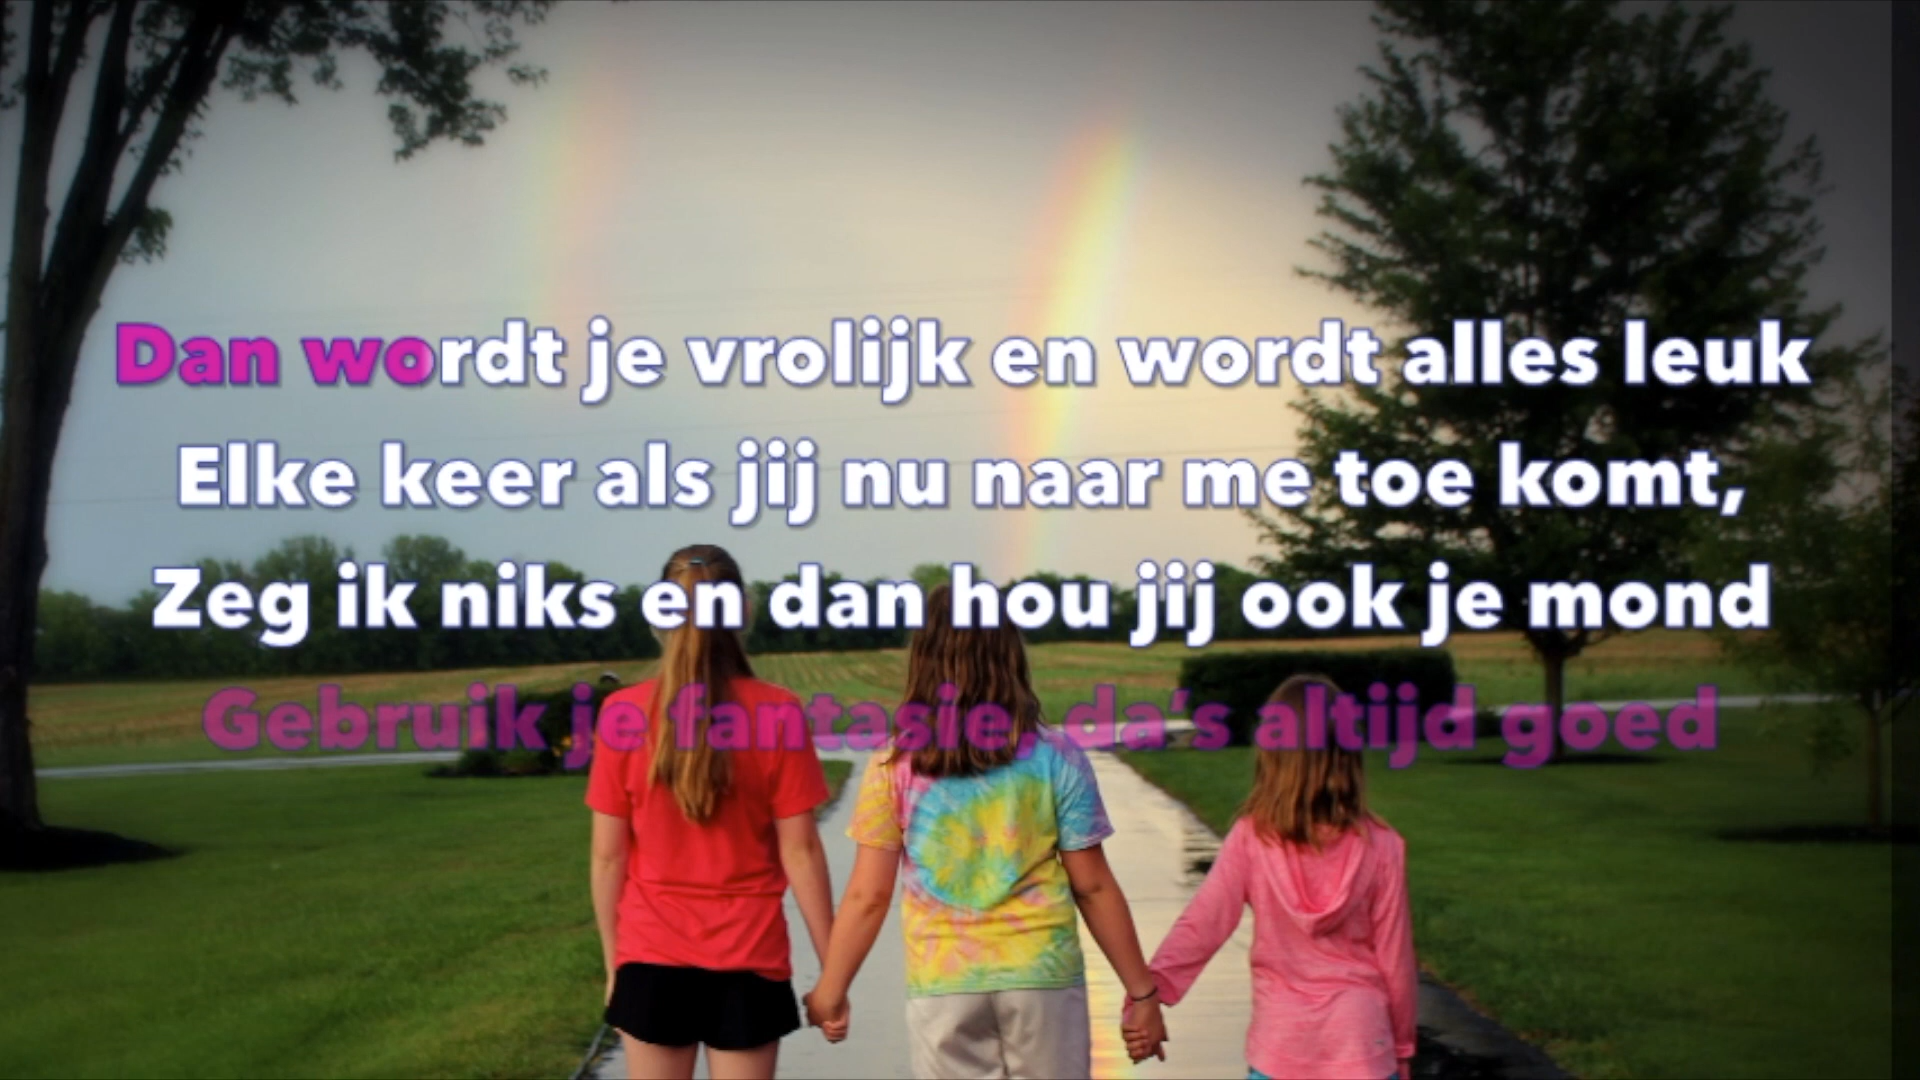 Dan wordt je vrolijk en wordt alles leuk
Elke keer als jij nu naar me toe komt,
Zeg ik niks en dan hou jij ook je mond
Gebruik je fantasie, da's altijd goed